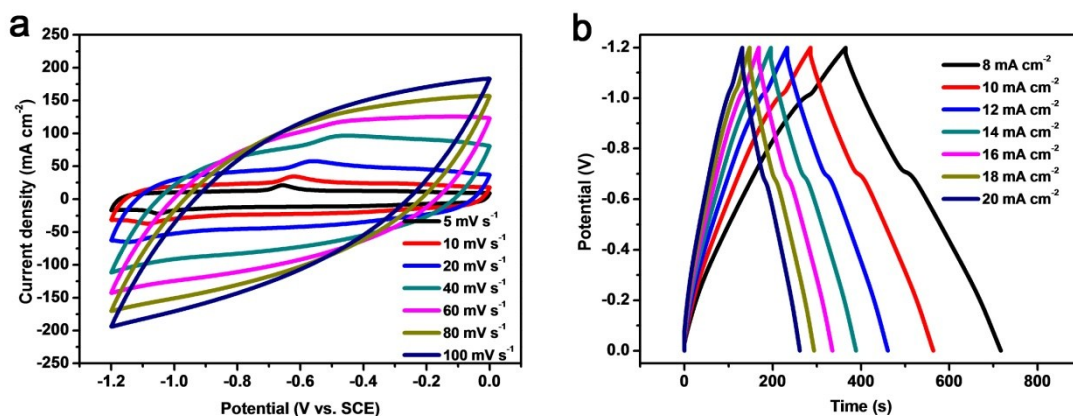 a
250
200
150
100
50
0
-50
-100
-150
-200
-250
Current density (mA cm-2)
-1.2 -1.0 -0.8 -0.6 -0.4 -0.2 0.0
Potential (V vs. SCE)
5 mV s-1
10 mV s-1
20 mV s-1
40 mV s-1
60 mV s-1
80 mV s-1
100 mV s-1
b
-1.2
-1.0
-0.8
-0.6
-0.4
-0.2
0.0
Potential (V)
0 200 400 600 800
Time (s)
8 mA cm-2
10 mA cm-2
12 mA cm-2
14 mA cm-2
16 mA cm-2
18 mA cm-2
20 mA cm-2